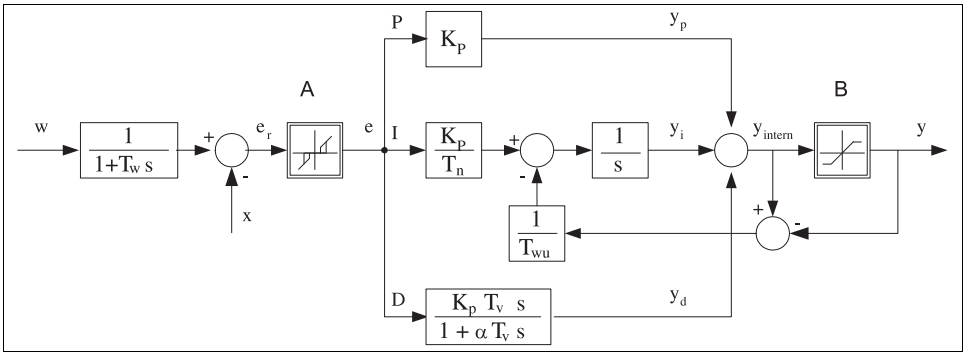 P
K_P
y_p
A
B
w
1
1+T_w s
+
-
e_r
e
I
K_P
T_n
+
-
1
s
y_i
y_intern
y
x
1
T_wu
+
-
D
K_p T_v s
1 + α T_v s
y_d